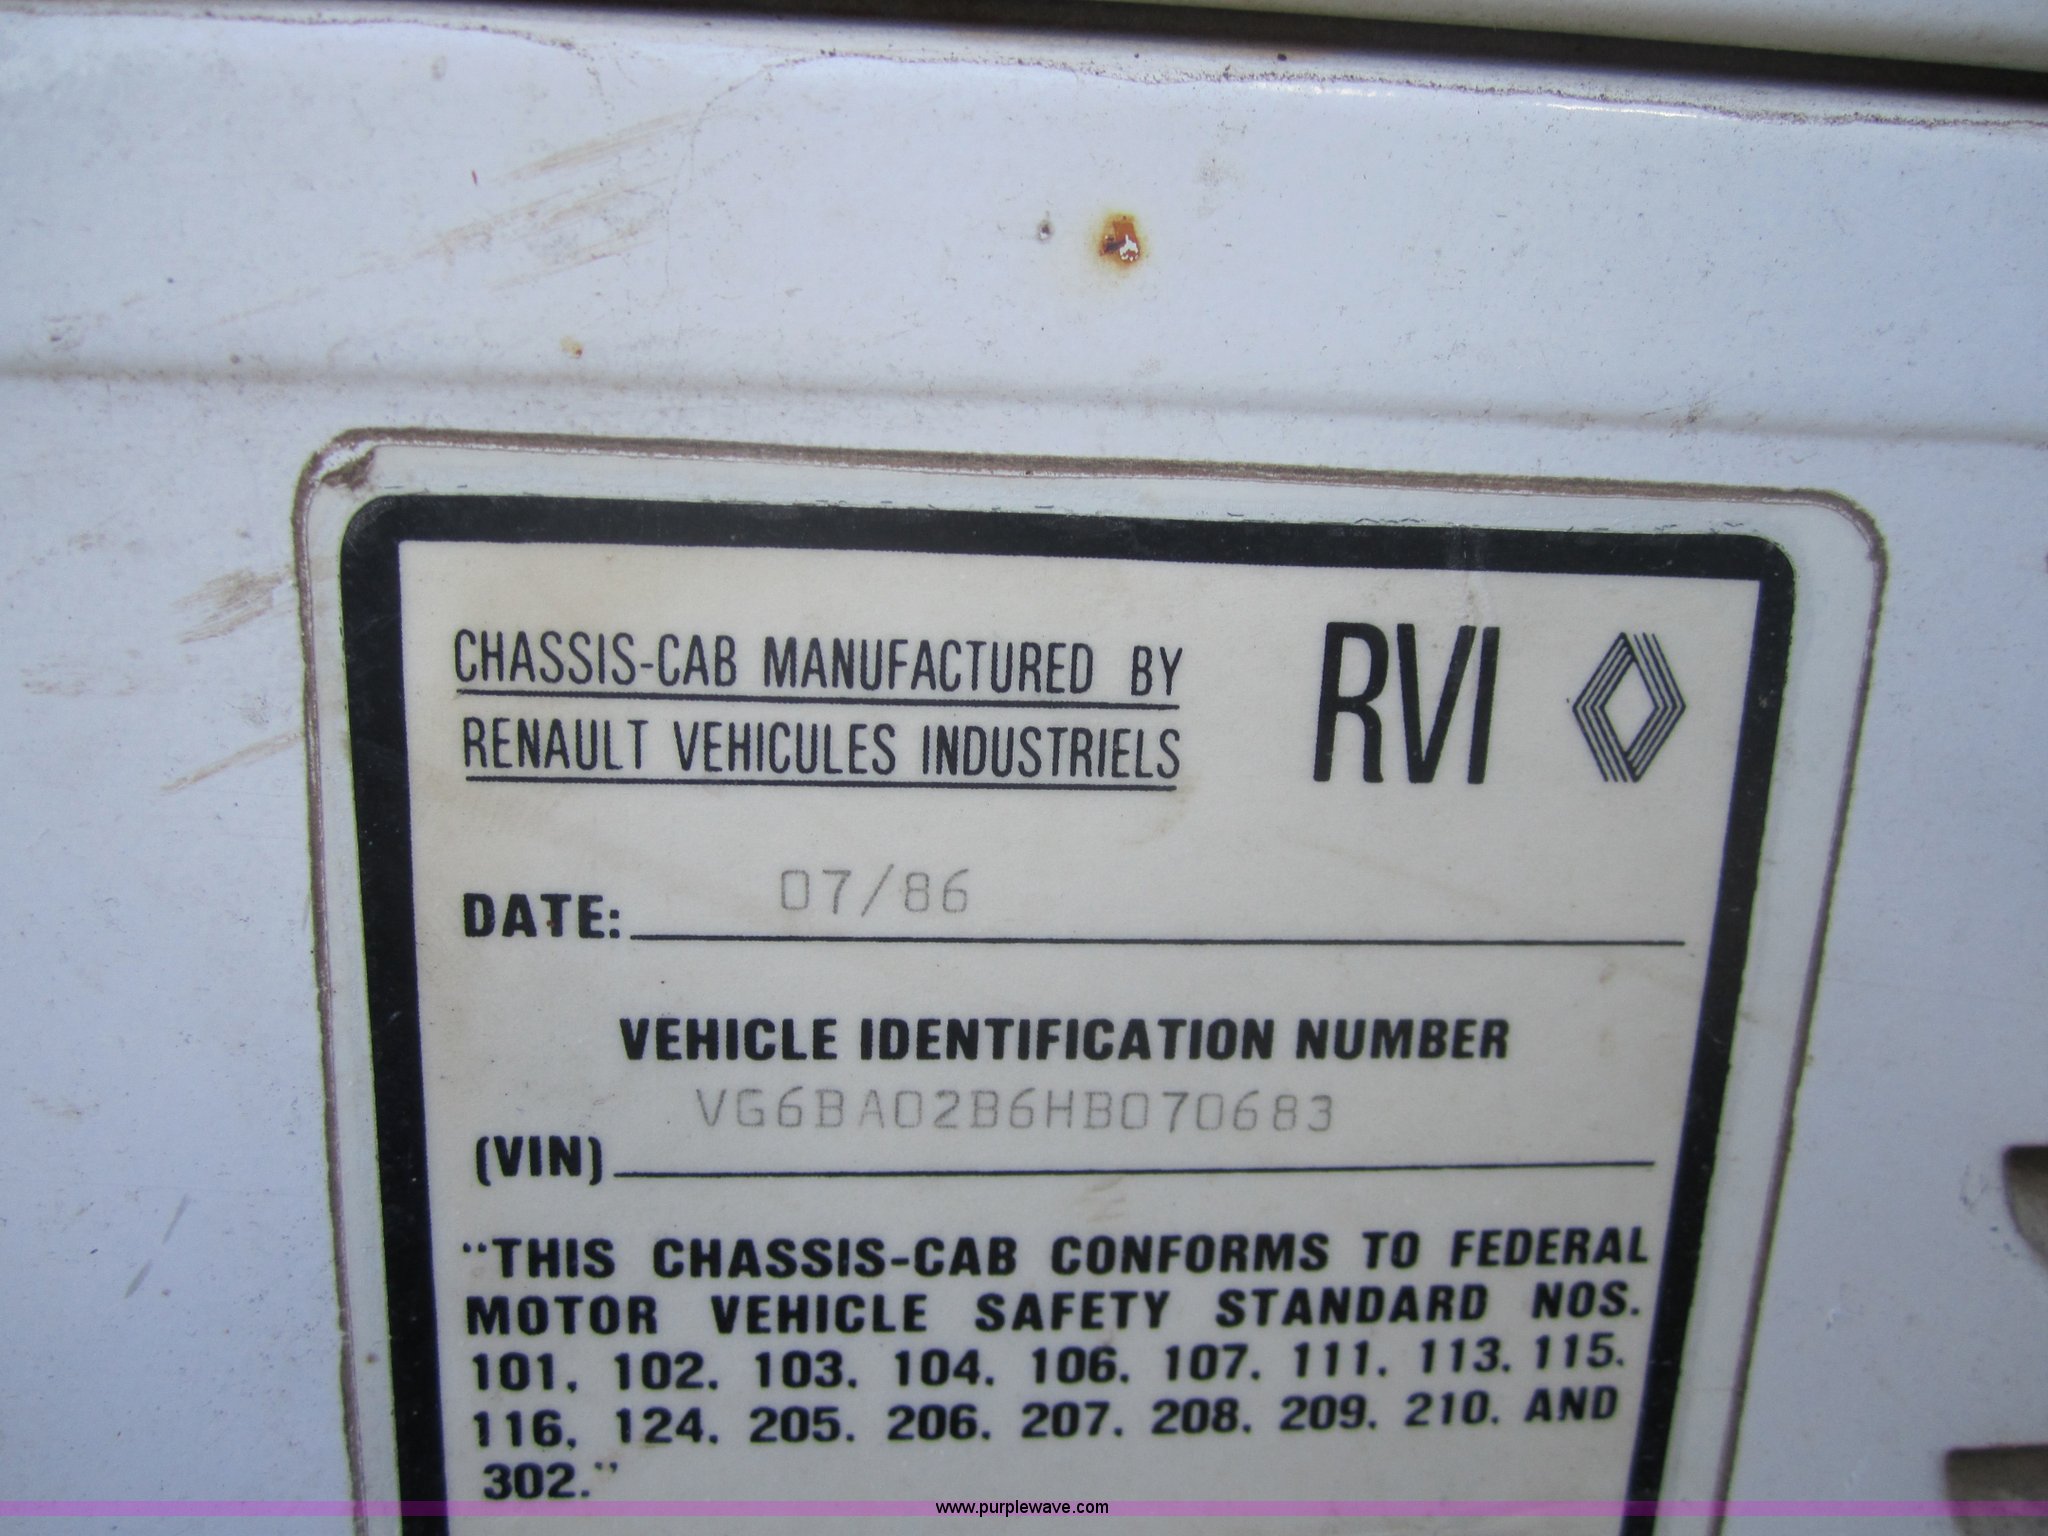 CHASSIS-CAB MANUFACTURED BY
RENAULT VEHICULES INDUSTRIELS
RVI
DATE: 07/86
VEHICLE IDENTIFICATION NUMBER
VG6BA02B6HB070683
(VIN)
"THIS CHASSIS-CAB CONFORMS TO FEDERAL
MOTOR VEHICLE SAFETY STANDARD NOS.
101, 102. 103. 104. 106. 107. 111. 113. 115.
116, 124. 205. 206. 207. 208. 209. 210. AND
302."
www.purplewave.com